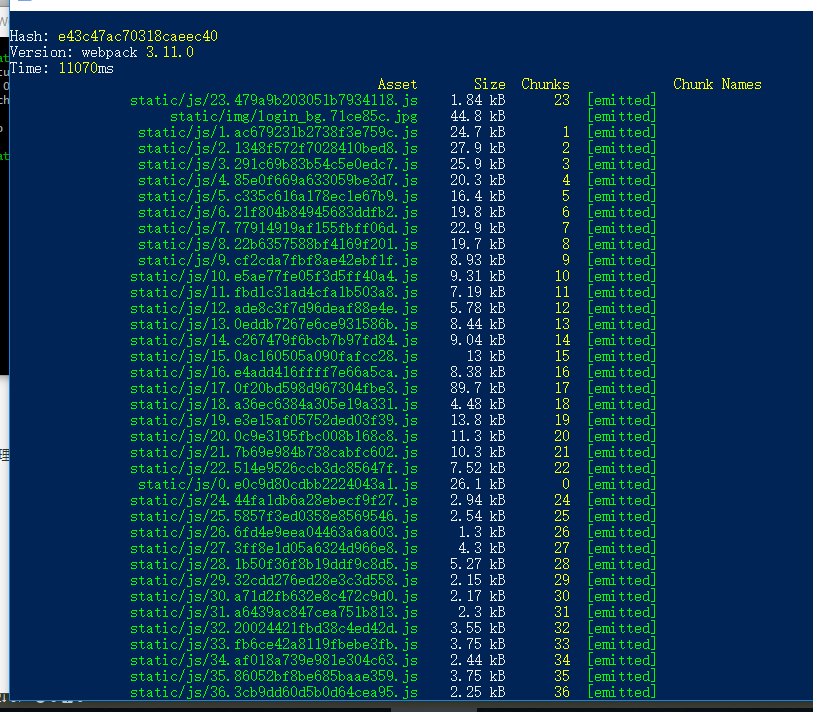 Hash: e43c47ac70318caeec40
Version: webpack 3.11.0
Time: 11070ms
Asset Size Chunks Chunk Names
static/js/23.479a9b203051b7934118.js 1.84 kB 23 [emitted]
static/img/login_bg.71ce85c.jpg 44.8 kB [emitted]
static/js/1.ac679231b2738f3e759c.js 24.7 kB 1 [emitted]
static/js/2.1348f572f7028410bed8.js 27.9 kB 2 [emitted]
static/js/3.291c69b83b54c5e0edc7.js 25.9 kB 3 [emitted]
static/js/4.85e0f669a633059be3d7.js 20.3 kB 4 [emitted]
static/js/5.c335c616a178ec1e67b9.js 16.4 kB 5 [emitted]
static/js/6.21f804b84945683ddfb2.js 19.8 kB 6 [emitted]
static/js/7.77914919af155fbff06d.js 22.9 kB 7 [emitted]
static/js/8.22b6357588bf4169f201.js 19.7 kB 8 [emitted]
static/js/9.cf2cda7fbf8ae42ebf1f.js 8.93 kB 9 [emitted]
static/js/10.e5ae77fe05f3d5ff40a4.js 9.31 kB 10 [emitted]
static/js/11.fbd1c31ad4cfa1b503a8.js 7.19 kB 11 [emitted]
static/js/12.ade8c3f7d96deaf88e4e.js 5.78 kB 12 [emitted]
static/js/13.0eddb7267e6ce931586b.js 8.44 kB 13 [emitted]
static/js/14.c267479f6bcb7b97fd84.js 9.04 kB 14 [emitted]
static/js/15.0ac160505a090fafcc28.js 13 kB 15 [emitted]
static/js/16.e4add416ffff7e66a5ca.js 8.38 kB 16 [emitted]
static/js/17.0f20bd598d967304fbe3.js 89.7 kB 17 [emitted]
static/js/18.a36ec6384a305e19a331.js 4.48 kB 18 [emitted]
static/js/19.e3e15af05752ded03f39.js 13.8 kB 19 [emitted]
static/js/20.0c9e3195fbc008b168c8.js 11.3 kB 20 [emitted]
static/js/21.7b69e984b738cabfc602.js 10.3 kB 21 [emitted]
static/js/22.514e9526ccb3dc85647f.js 7.52 kB 22 [emitted]
static/js/0.e0c9d80cdbb2224043a1.js 26.1 kB 0 [emitted]
static/js/24.44fa1db6a28ebecf9f27.js 2.94 kB 24 [emitted]
static/js/25.5857f3ed0358e8569546.js 2.54 kB 25 [emitted]
static/js/26.6fd4e9eea04463a6a603.js 1.3 kB 26 [emitted]
static/js/27.3ff8e1d05a6324d966e8.js 4.3 kB 27 [emitted]
static/js/28.1b50f36f8b19ddf9c8d5.js 5.27 kB 28 [emitted]
static/js/29.32cdd276ed28e3c3d558.js 2.15 kB 29 [emitted]
static/js/30.a71d2fb632e8c472c9d0.js 2.17 kB 30 [emitted]
static/js/31.a6439ac847cea751b813.js 2.3 kB 31 [emitted]
static/js/32.20024421fbd38c4ed42d.js 3.55 kB 32 [emitted]
static/js/33.fb6ce42a8119fbebe3fb.js 3.75 kB 33 [emitted]
static/js/34.af018a739e981e304c63.js 2.44 kB 34 [emitted]
static/js/35.86052bf8be685baae359.js 3.75 kB 35 [emitted]
static/js/36.3cb9dd60d5b0d64cea95.js 2.25 kB 36 [emitted]